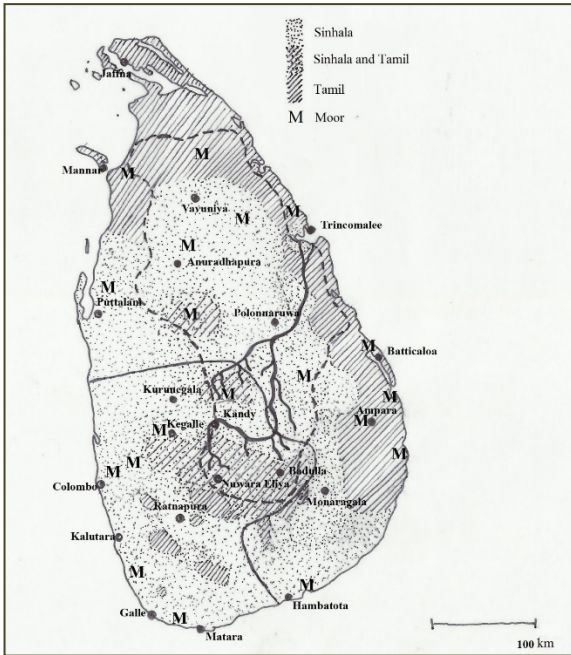 Sinhala
Sinhala and Tamil
Tamil
M Moor
Jaffna
M
Mannar
M
Vayuniya
M
M
Trincomalee
M
Anuradhapura
M
Puttalam
M
Polonnaruwa
M
Batticaloa
M
Kurunegala
M
M
Kandy
Ampara
Kegalle
M
M
M
M
Badulla
M
Colombo
M
Nuwara Eliya
Monaragala
Ratnapura
Kalutara
M
M
Hambatota
Galle
M
Matara
100 km